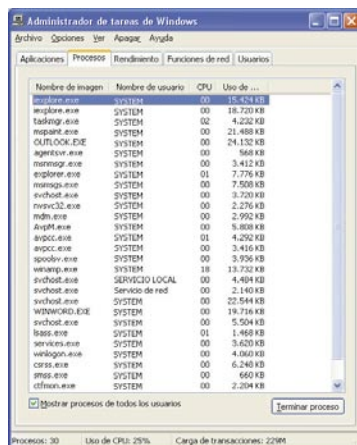 Administrador de tareas de Windows
Archivo Opciones Ver Apagar Ayuda
Aplicaciones Procesos Rendimiento Funciones de red Usuarios
Nombre de imagen Nombre de usuario CPU Uso de ...
iexplore.exe SYSTEM 00 15.424 KB
iexplore.exe SYSTEM 00 18.720 KB
taskmgr.exe SYSTEM 02 4.232 KB
mspaint.exe SYSTEM 00 21.488 KB
OUTLOOK.EXE SYSTEM 00 24.132 KB
agentsvr.exe SYSTEM 00 568 KB
msnmsgr.exe SYSTEM 00 3.412 KB
explorer.exe SYSTEM 01 7.776 KB
msmsgs.exe SYSTEM 00 7.508 KB
svchost.exe SYSTEM 00 3.720 KB
nvsvc32.exe SYSTEM 00 2.276 KB
mdm.exe SYSTEM 00 2.992 KB
AvpM.exe SYSTEM 00 5.808 KB
avpcc.exe SYSTEM 01 4.292 KB
avpcc.exe SYSTEM 00 3.416 KB
spoolsv.exe SYSTEM 00 3.936 KB
winamp.exe SYSTEM 18 13.732 KB
svchost.exe SERVICIO LOCAL 00 4.484 KB
svchost.exe Servicio de red 00 2.140 KB
svchost.exe SYSTEM 00 22.544 KB
WINWORD.EXE SYSTEM 00 19.716 KB
svchost.exe SYSTEM 00 5.504 KB
lsass.exe SYSTEM 01 1.468 KB
services.exe SYSTEM 00 3.620 KB
winlogon.exe SYSTEM 00 4.060 KB
csrss.exe SYSTEM 00 6.248 KB
smss.exe SYSTEM 00 660 KB
ctfmon.exe SYSTEM 00 2.204 KB
Mostrar procesos de todos los usuarios
Terminar proceso
Procesos: 30 Uso de CPU: 25% Carga de transacciones: 229M